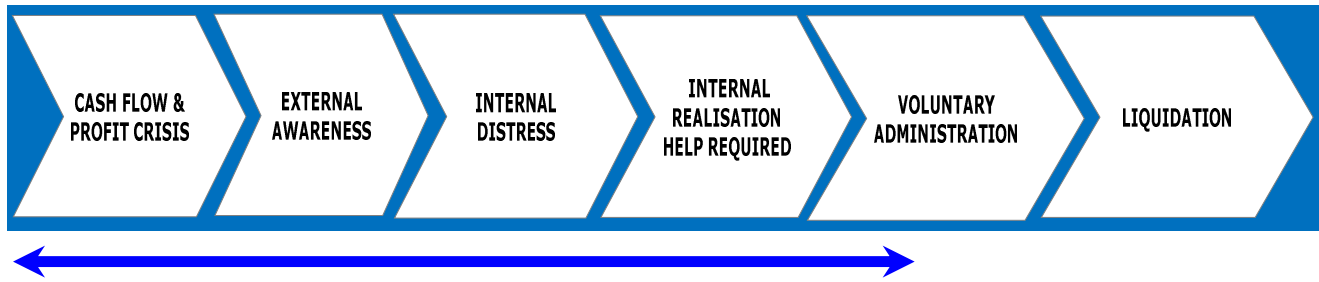 CASH FLOW &
PROFIT CRISIS
EXTERNAL
AWARENESS
INTERNAL
DISTRESS
INTERNAL
REALISATION
HELP REQUIRED
VOLUNTARY
ADMINISTRATION
LIQUIDATION